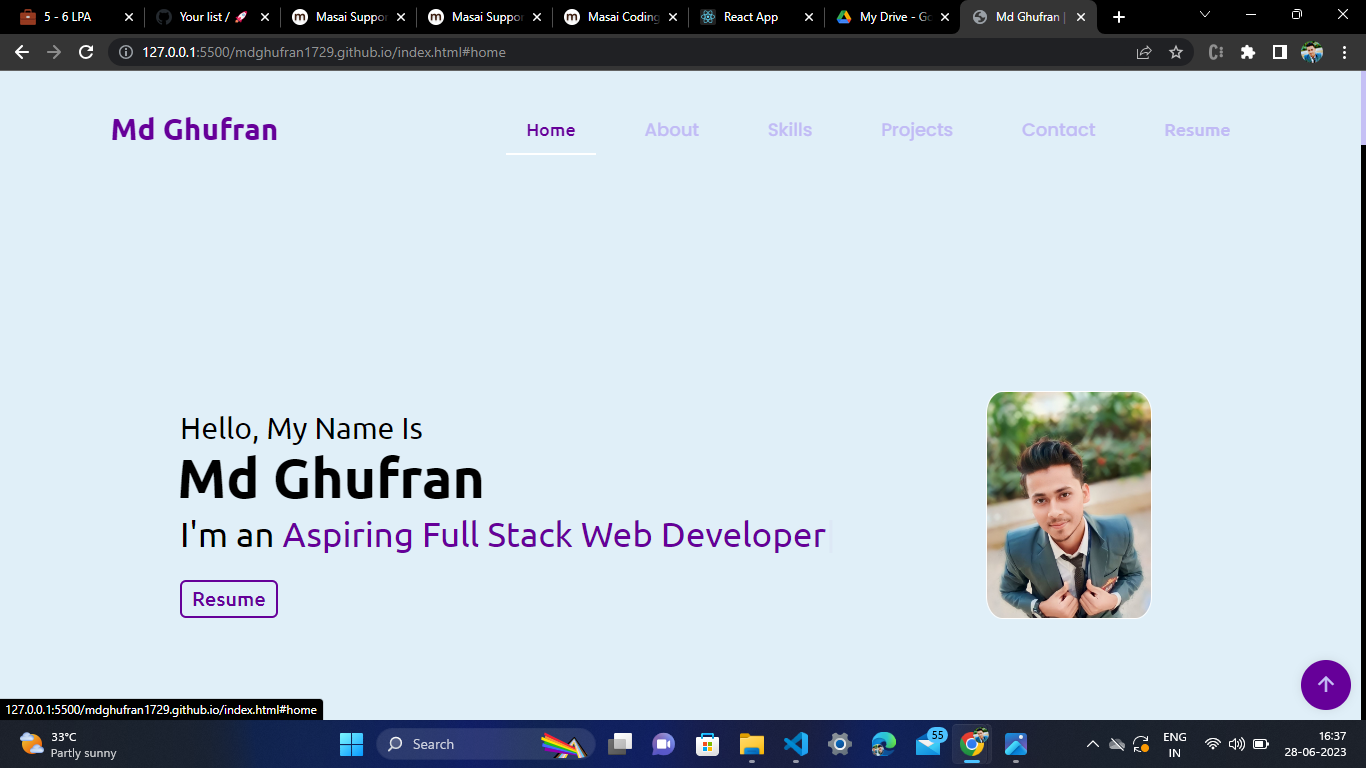 5 - 6 LPA
Your list / 🚀
Masai Suppor
Masai Suppor
Masai Coding
React App
My Drive - Go
Md Ghufran |
127.0.0.1:5500/mdghufran1729.github.io/index.html#home
Md Ghufran
Home
About
Skills
Projects
Contact
Resume
Hello, My Name Is
Md Ghufran
I'm an Aspiring Full Stack Web Developer
Resume
127.0.0.1:5500/mdghufran1729.github.io/index.html#home
33°C
Partly sunny
Search
55
ENG
IN
16:37
28-06-2023